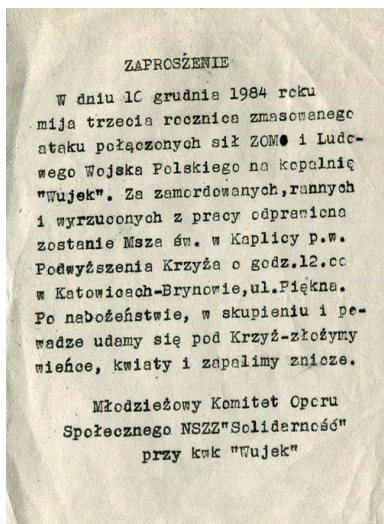 ZAPROSZENIE
W dniu 16 grudnia 1984 roku
mija trzecia rocznica zmasowanego
ataku połączonych sił ZOMO i Ludo-
wego Wojska Polskiego na kopalnię
"Wujek". Za zamordowanych,rannych
i wyrzuconych z pracy odprawiona
zostanie Msza św. w Kaplicy p.w.
Podwyższenia Krzyża o godz.12.oo
w Katowicach-Brynowie,ul.Piękna.
Po nabożeństwie, w skupieniu i po-
wadze udamy się pod Krzyż-złożymy
wieńce, kwiaty i zapalimy znicze.
Młodzieżowy Komitet Oporu
Społecznego NSZZ"Solidarność"
przy kwk "Wujek"